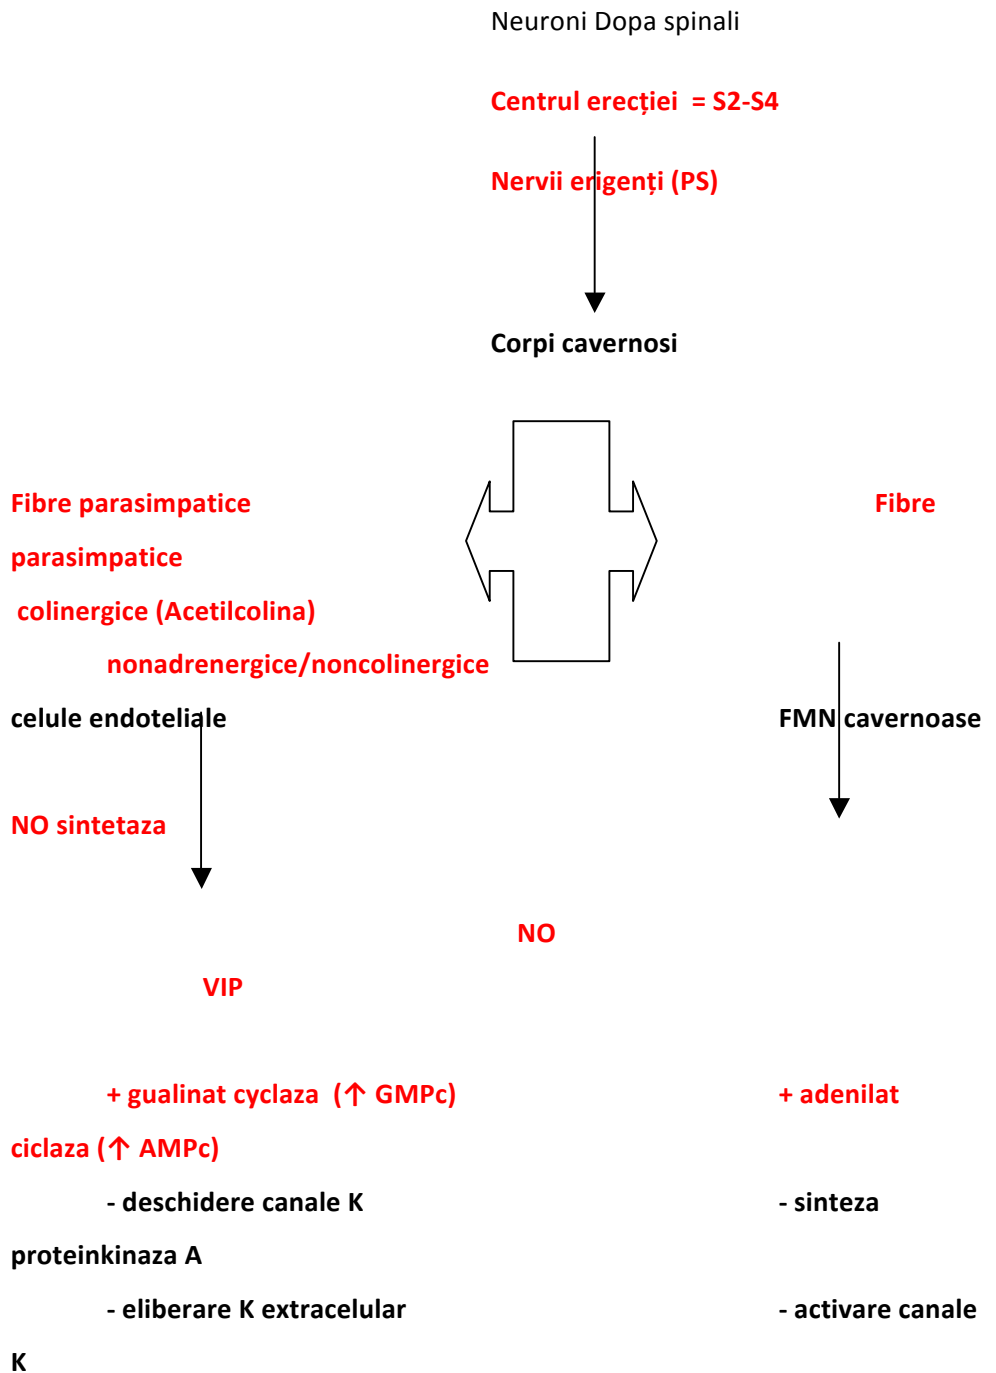 Neuroni Dopa spinali
Centrul erecției = S2-S4
Nervii erigenți (PS)
Corpi cavernosi
Fibre parasimpatice Fibre
parasimpatice
colinergice (Acetilcolina)
nonadrenergice/noncolinergice
celule endoteliale FMN cavernoase
NO sintetaza
NO
VIP
+ gualinat cyclaza (↑ GMPc) + adenilat
ciclaza (↑ AMPc)
- deschidere canale K - sinteza
proteinkinaza A
- eliberare K extracelular - activare canale
K